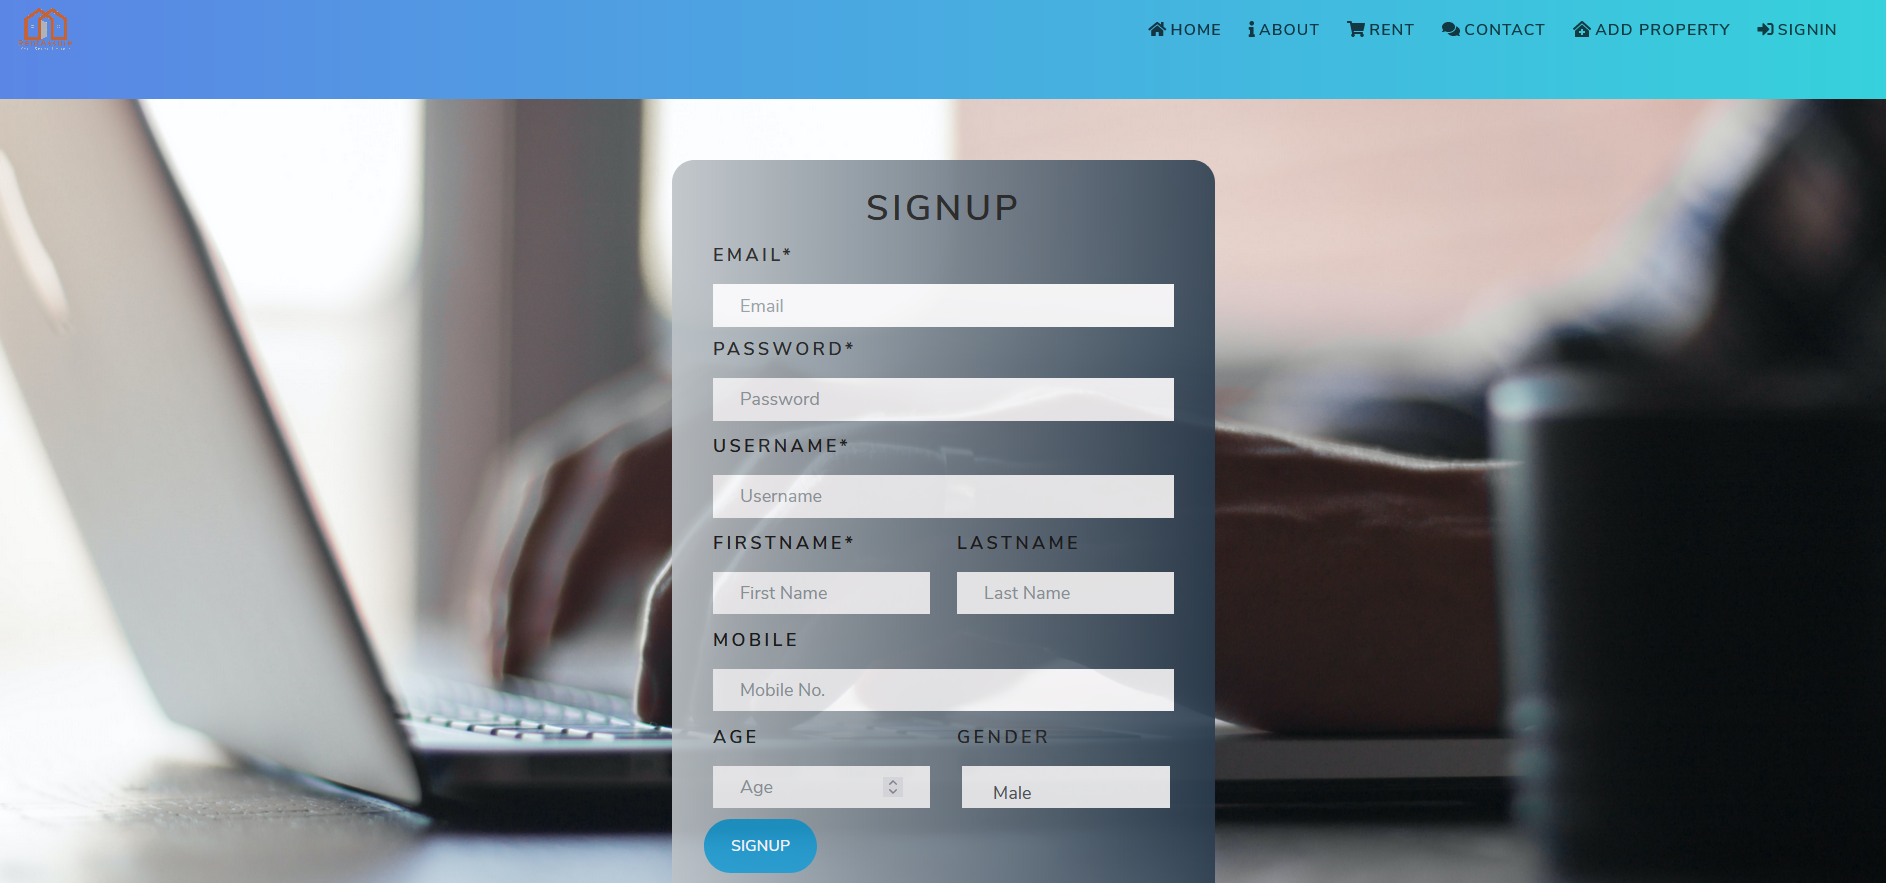 HOME ABOUT RENT CONTACT ADD PROPERTY SIGNIN
SIGNUP
EMAIL*
Email
PASSWORD*
Password
USERNAME*
Username
FIRSTNAME* LASTNAME
First Name Last Name
MOBILE
Mobile No.
AGE GENDER
Age Male
SIGNUP